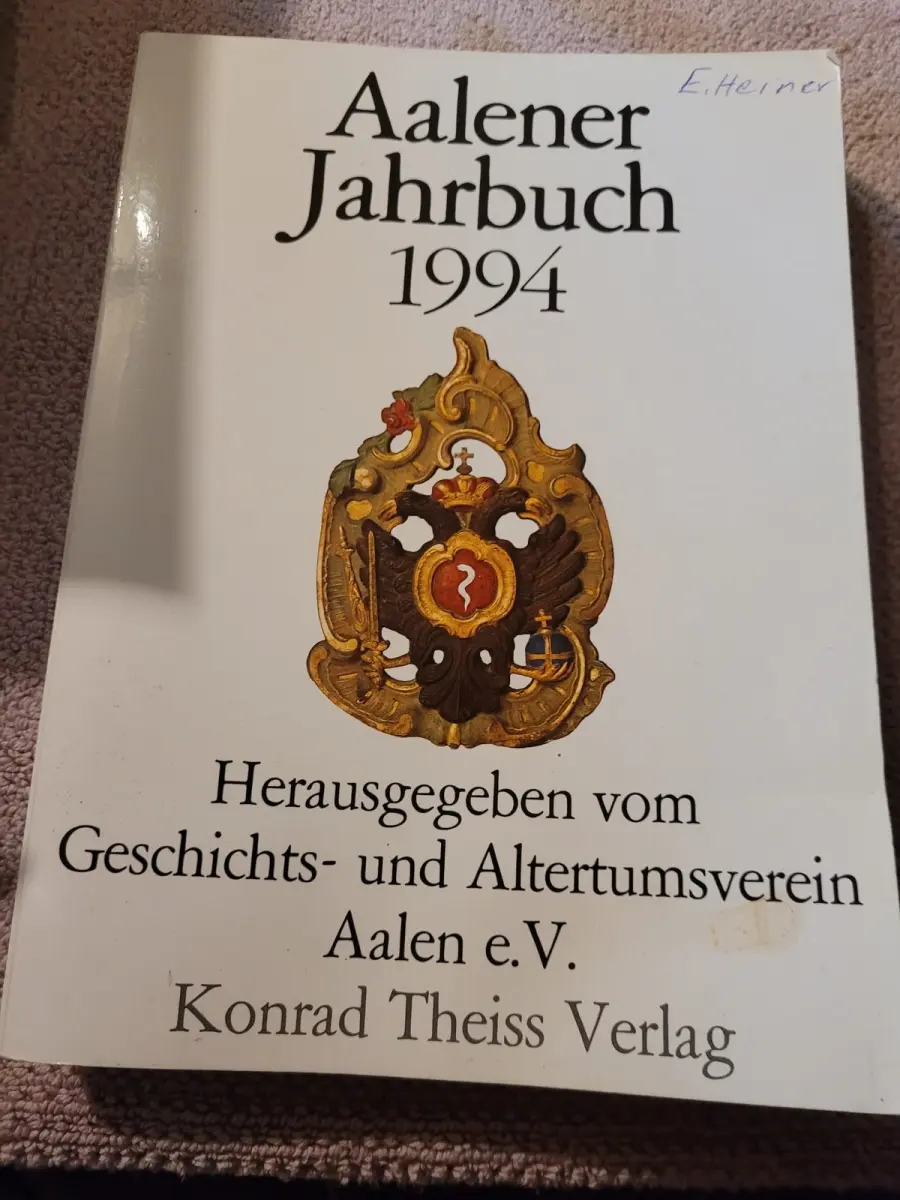 E. Heiner
Aalener
Jahrbuch
1994
Herausgegeben vom
Geschichts- und Altertumsverein
Aalen e.V.
Konrad Theiss Verlag